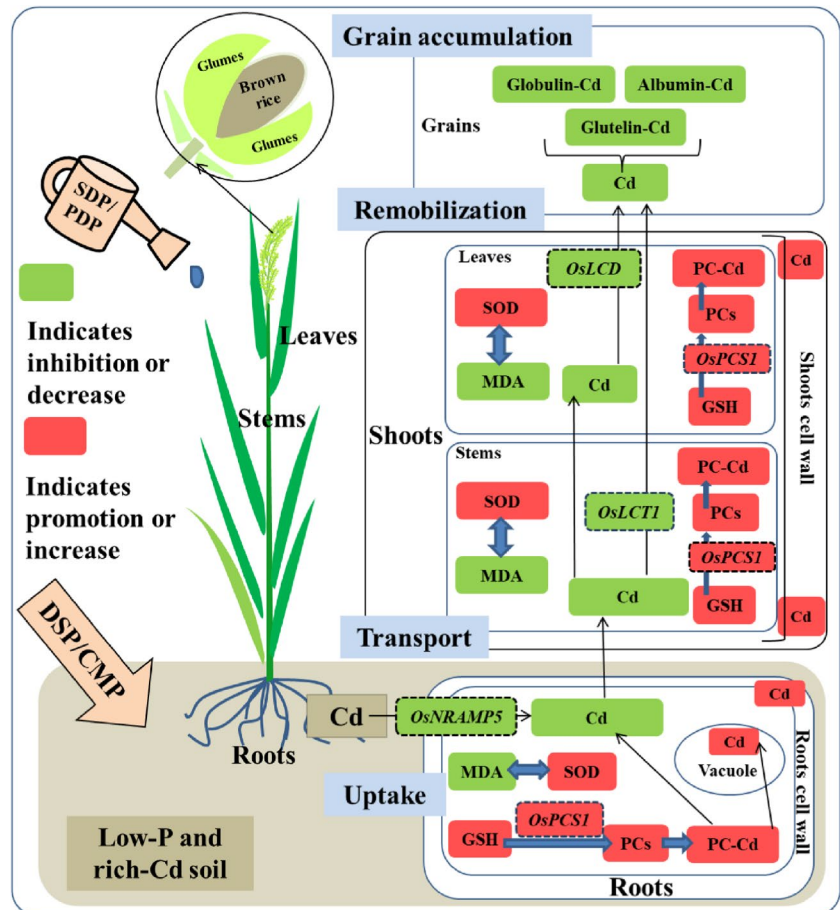 Grain accumulation
Glumes
Brown
rice
Glumes
Globulin-Cd
Albumin-Cd
Grains
Glutelin-Cd
Cd
SDP/
PDP
Remobilization
Indicates
inhibition or
decrease
Indicates
promotion or
increase
Leaves
Stems
Shoots
Leaves
OsLCD
SOD
MDA
Cd
PC-Cd
PCs
OsPCS1
GSH
Cd
Shoots cell wall
Stems
SOD
MDA
OsLCT1
Cd
PC-Cd
PCs
OsPCS1
GSH
Cd
Transport
DSP/CMP
Roots
Cd
OsNRAMP5
Cd
Cd
Roots cell wall
Cd
Vacuole
Uptake
MDA
SOD
OsPCS1
GSH
PCs
PC-Cd
Roots
Low-P and
rich-Cd soil